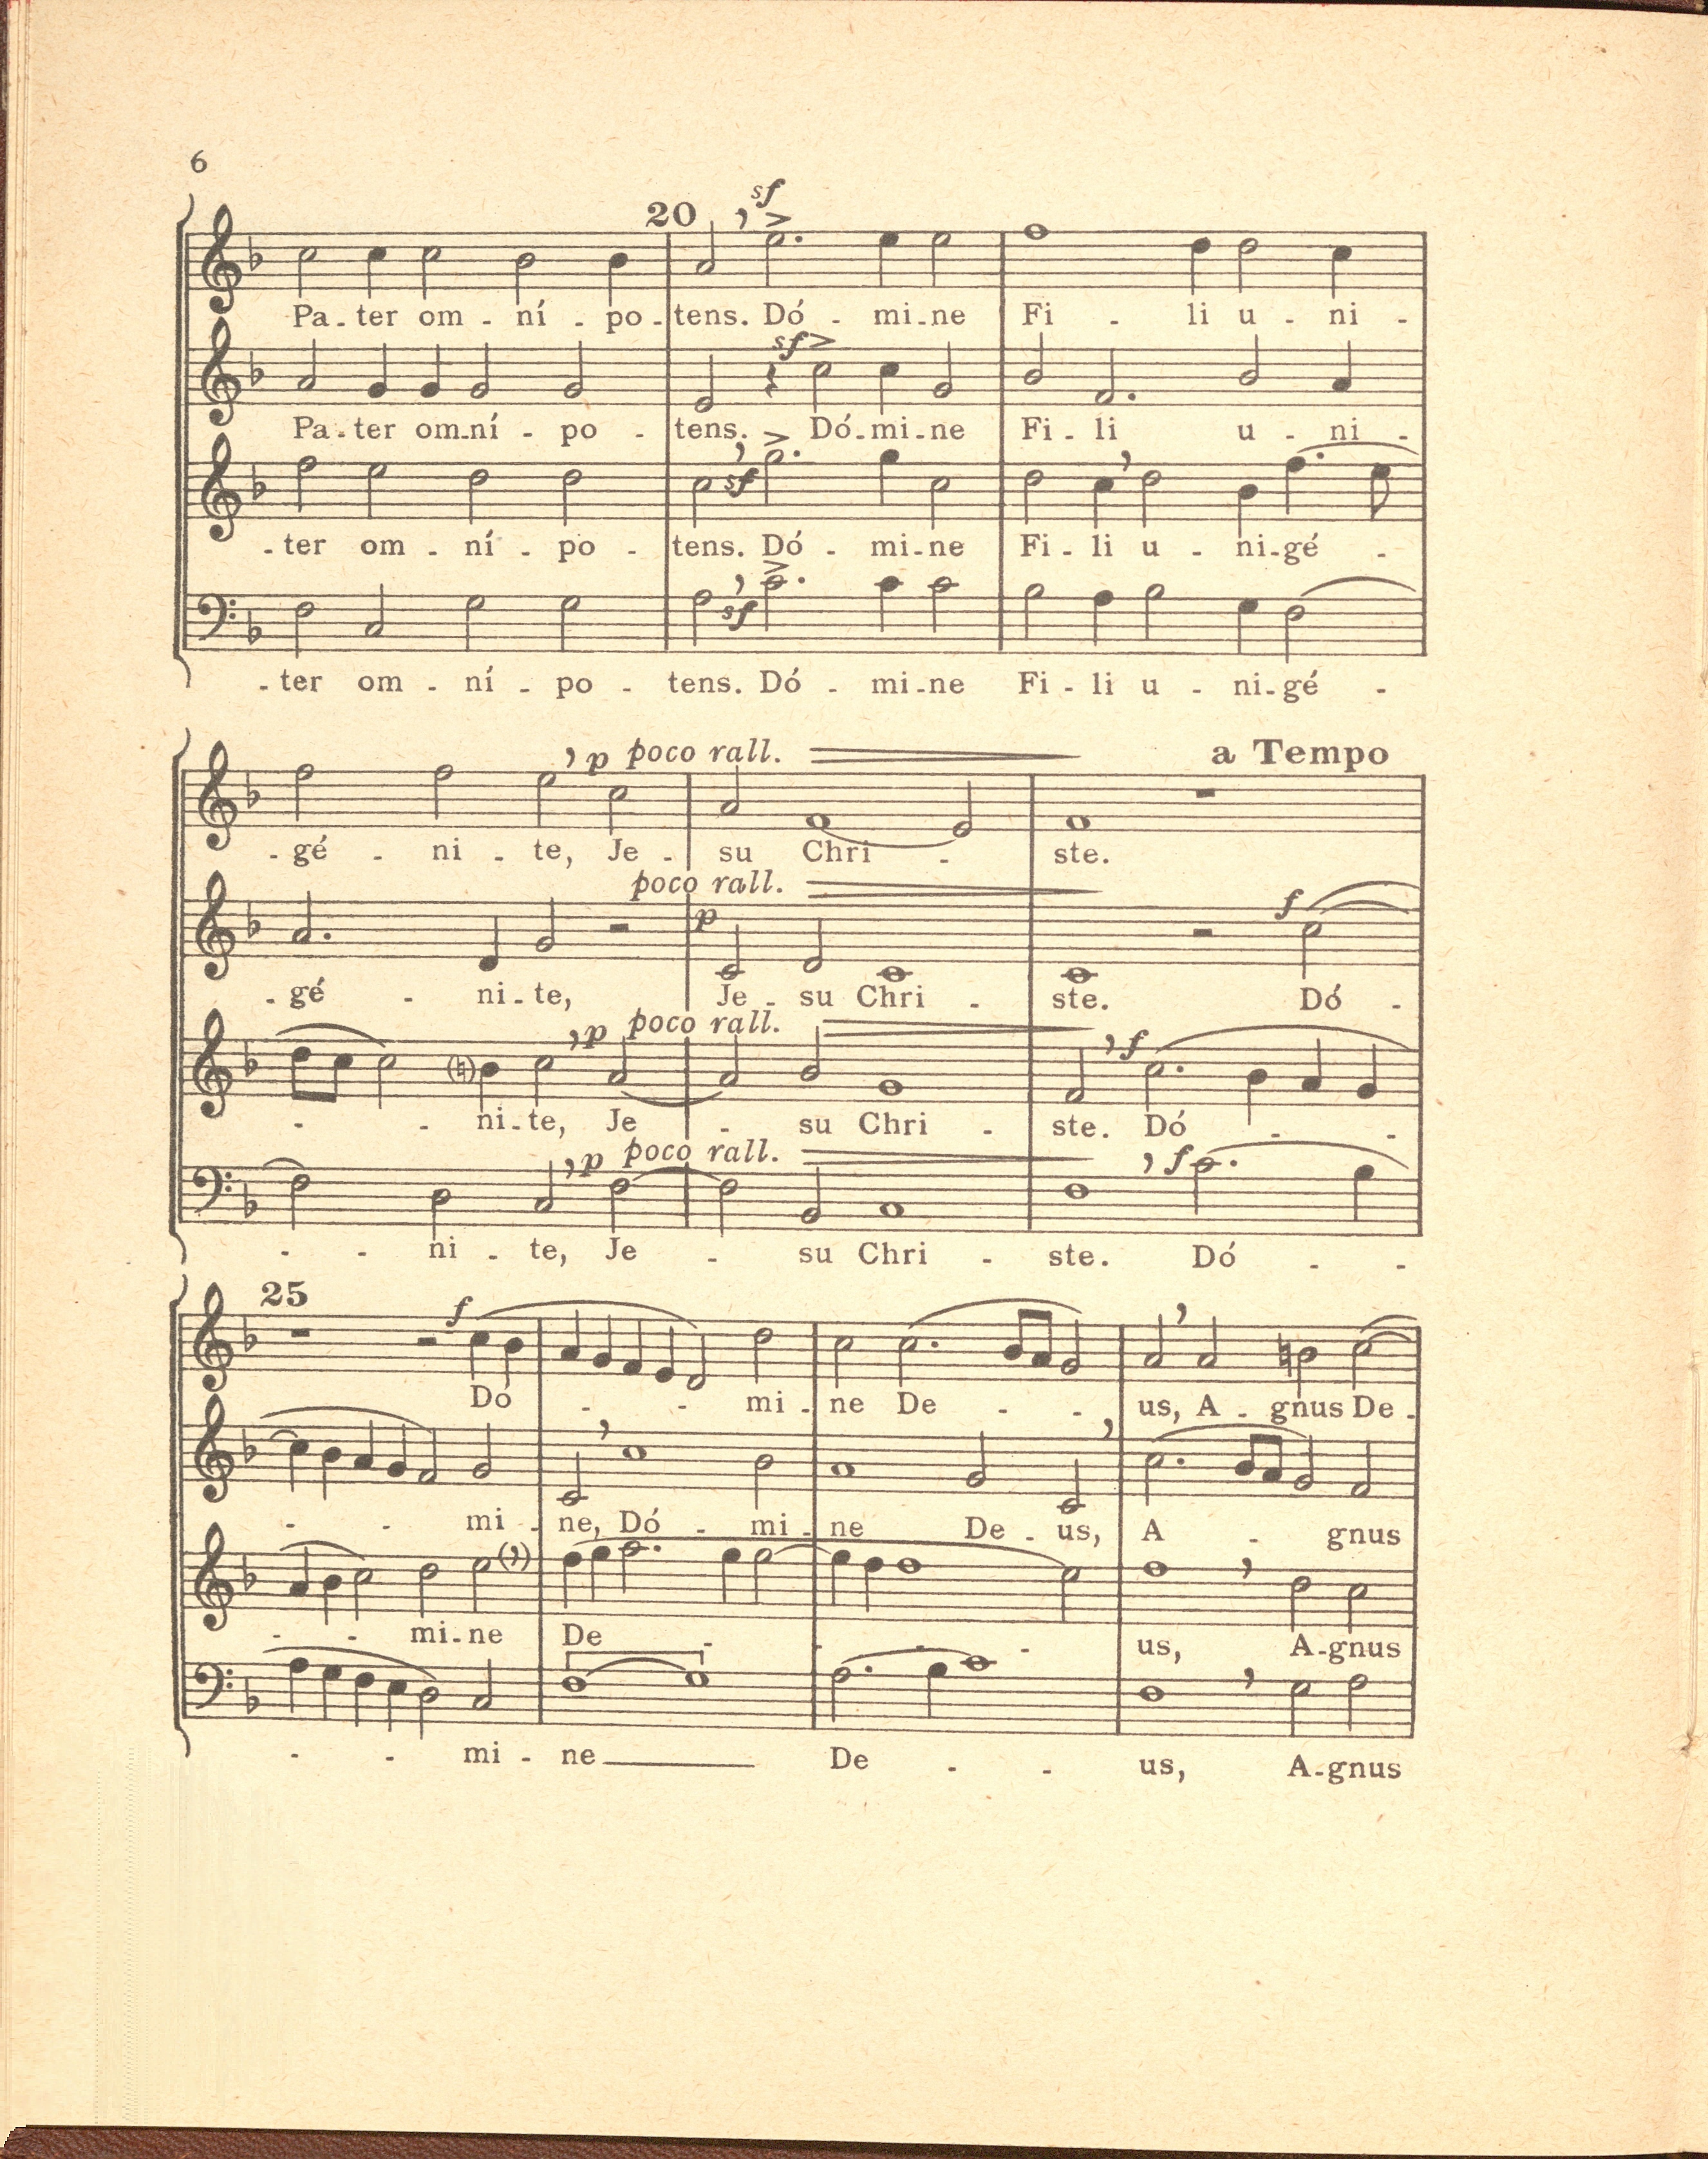 6
20 sf
Pa - ter om - ní - po - tens. Dó - mi - ne Fi - li u - ni -
sf
Pa - ter om - ní - po - tens. Dó - mi - ne Fi - li u - ni -
sf
- ter om - ní - po - tens. Dó - mi - ne Fi - li u - ni - gé -
sf
- ter om - ní - po - tens. Dó - mi - ne Fi - li u - ni - gé -
p poco rall. a Tempo
- gé - ni - te, Je - su Chri - ste.
poco rall.
p f
- gé - ni - te, Je - su Chri - ste. Dó -
p poco rall. f
- - ni - te, Je - su Chri - ste. Dó - -
p poco rall. f
- - ni - te, Je - su Chri - ste. Dó - -
25 f
Dó - - mi - ne De - - us, A - gnus De -
- - mi - ne, Dó - mi - ne De - us, A - gnus
- - mi - ne De - - - - us, A - gnus
- - mi - ne De - - us, A - gnus